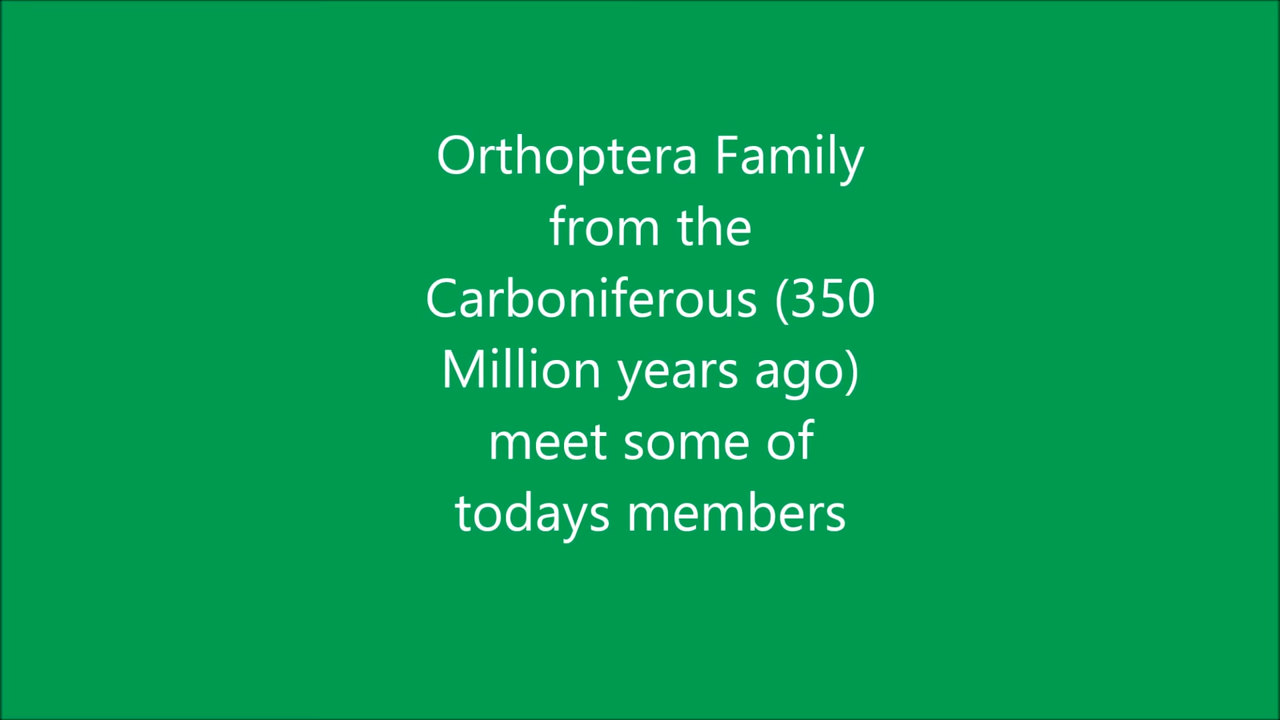 Orthoptera Family
from the
Carboniferous (350
Million years ago)
meet some of
todays members